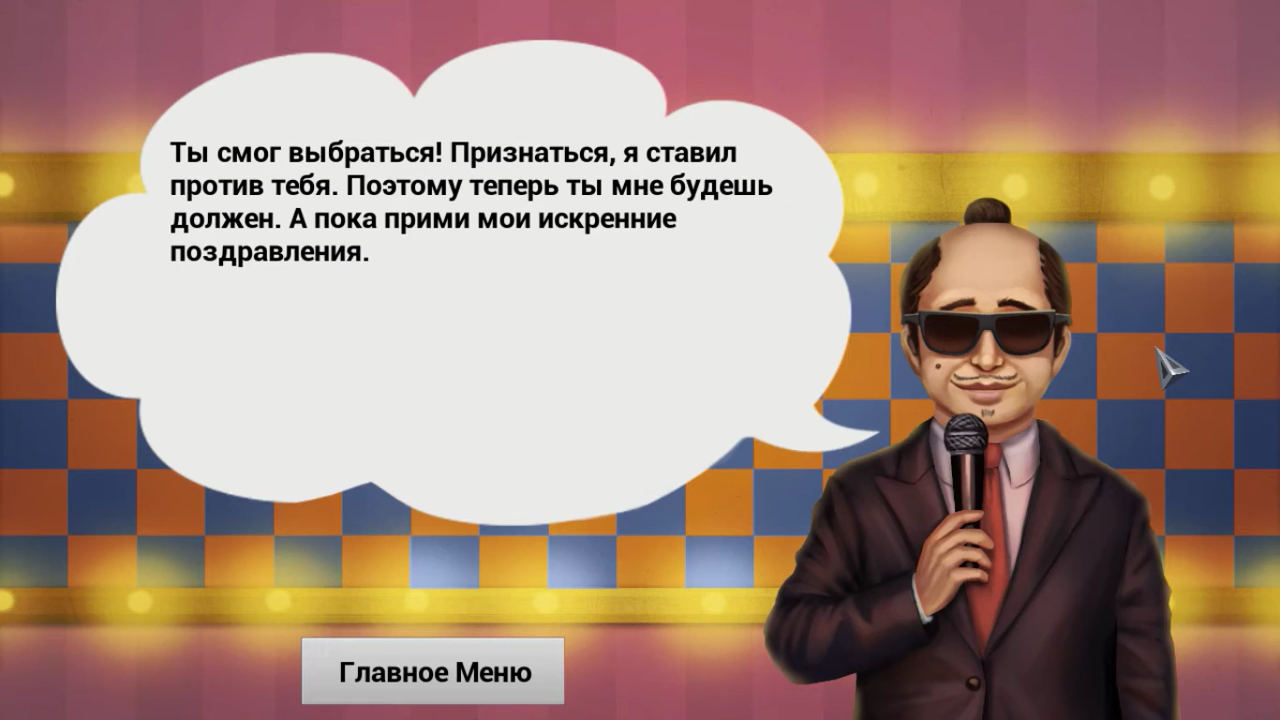 Ты смог выбраться! Признаться, я ставил
против тебя. Поэтому теперь ты мне будешь
должен. А пока прими мои искренние
поздравления.
Главное Меню